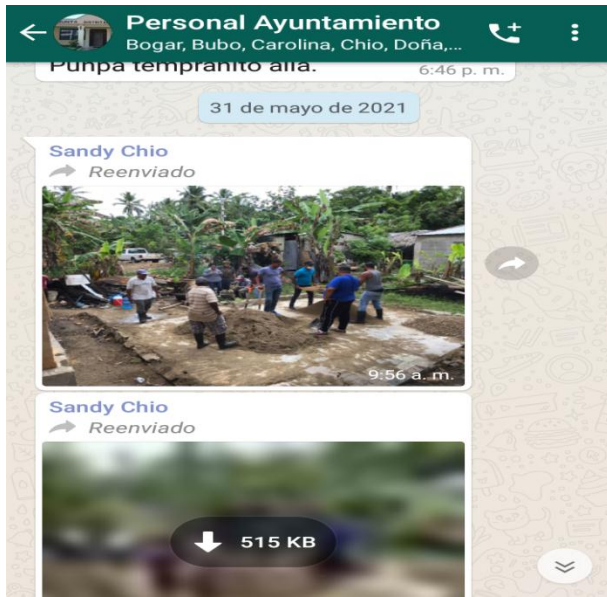 Personal Ayuntamiento
Bogar, Bubo, Carolina, Chio, Doña,...
Punpa tempranito alla.
6:46 p. m.
31 de mayo de 2021
Sandy Chio
Reenviado
9:56 a. m.
Sandy Chio
Reenviado
515 KB